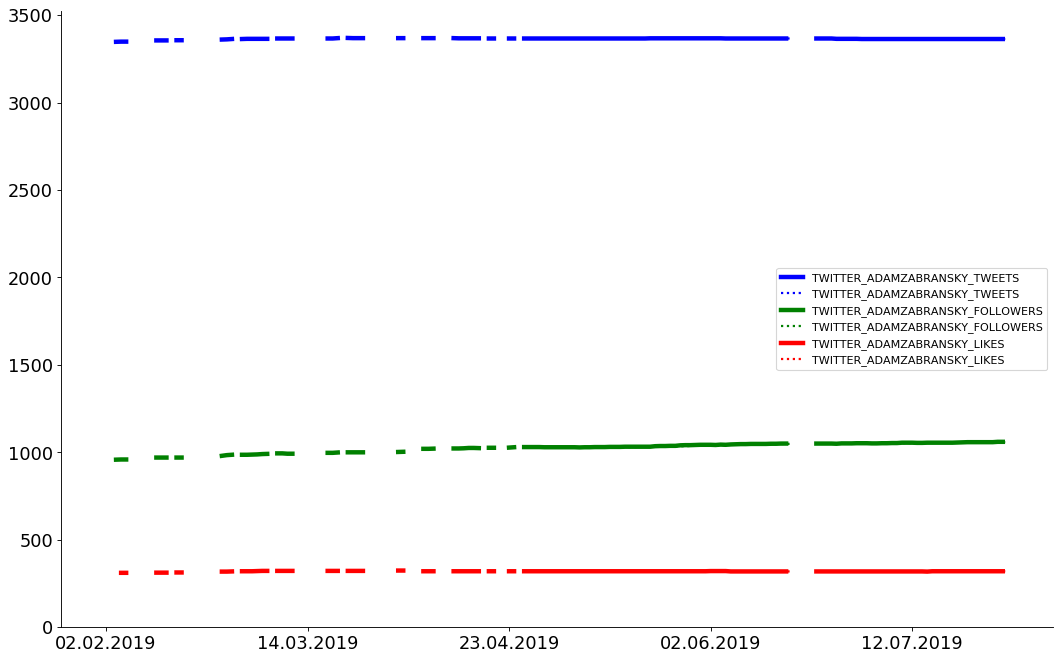 3500
3000
2500
2000
1500
1000
500
0
TWITTER_ADAMZABRANSKY_TWEETS
TWITTER_ADAMZABRANSKY_TWEETS
TWITTER_ADAMZABRANSKY_FOLLOWERS
TWITTER_ADAMZABRANSKY_FOLLOWERS
TWITTER_ADAMZABRANSKY_LIKES
TWITTER_ADAMZABRANSKY_LIKES
02.02.2019 14.03.2019 23.04.2019 02.06.2019 12.07.2019